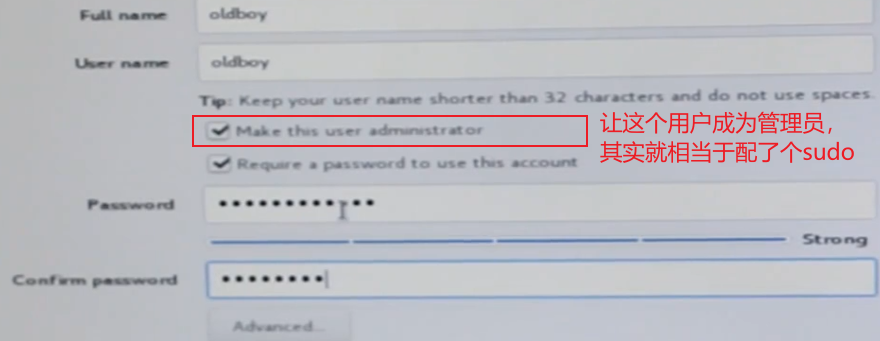 Full name
oldboy
User name
oldboy
Tip: Keep your user name shorter than 32 characters and do not use spaces.
Make this user administrator
让这个用户成为管理员，
其实就相当于配了个sudo
Require a password to use this account
Password
••••••••••••
Strong
Confirm password
••••••••
Advanced...